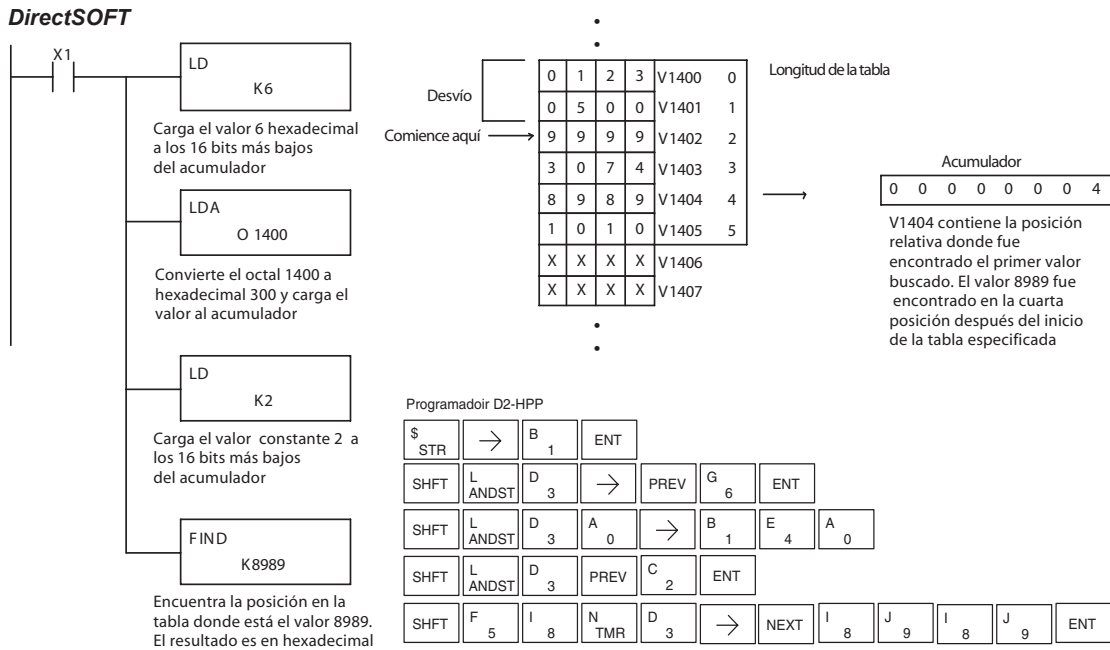 DirectSOFT
X1
LD
K6
Carga el valor 6 hexadecimal
a los 16 bits más bajos
del acumulador
LDA
O 1400
Convierte el octal 1400 a
hexadecimal 300 y carga el
valor al acumulador
LD
K2
Carga el valor constante 2 a
los 16 bits más bajos
del acumulador
FIND
K8989
Encuentra la posición en la
tabla donde está el valor 8989.
El resultado es en hexadecimal
Desvío
Comience aquí
0 1 2 3 V1400 0
0 5 0 0 V1401 1
9 9 9 9 V1402 2
3 0 7 4 V1403 3
8 9 8 9 V1404 4
1 0 1 0 V1405 5
X X X X V1406
X X X X V1407
Longitud de la tabla
Acumulador
0 0 0 0 0 0 0 4
V1404 contiene la posición
relativa donde fue
encontrado el primer valor
buscado. El valor 8989 fue
encontrado en la cuarta
posición después del inicio
de la tabla especificada
Programadoir D2-HPP
$ STR → B 1 ENT
SHFT L ANDST D 3 → PREV G 6 ENT
SHFT L ANDST D 3 A 0 → B 1 E 4 A 0
SHFT L ANDST D 3 PREV C 2 ENT
SHFT F 5 I 8 N TMR D 3 → NEXT I 8 J 9 I 8 J 9 ENT